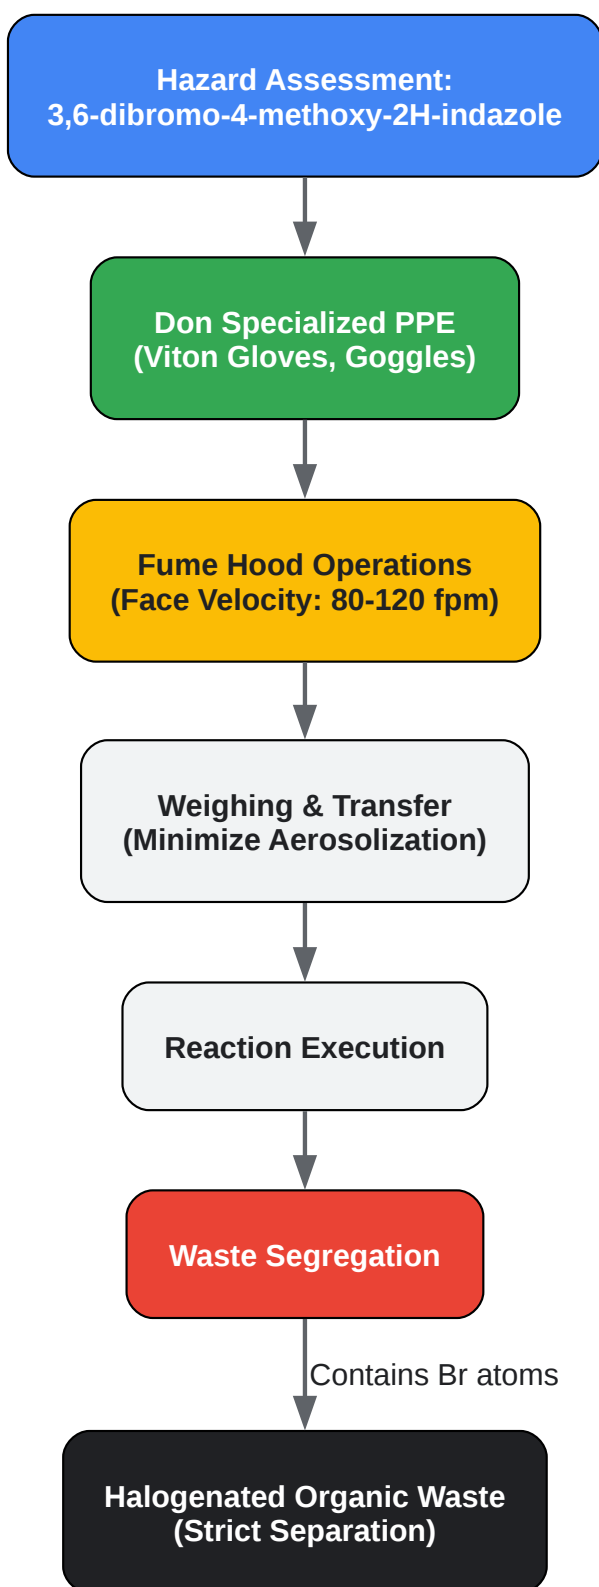 Hazard Assessment:
3,6-dibromo-4-methoxy-2H-indazole
Don Specialized PPE
(Viton Gloves, Goggles)
Fume Hood Operations
(Face Velocity: 80-120 fpm)
Weighing & Transfer
(Minimize Aerosolization)
Reaction Execution
Waste Segregation
Contains Br atoms
Halogenated Organic Waste
(Strict Separation)